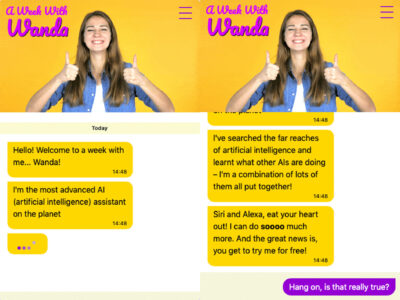 A Week With
Wanda
Today
Hello! Welcome to a week with
me... Wanda!
14:48
I'm the most advanced AI
(artificial intelligence) assistant
on the planet
14:48
A Week With
Wanda
on the planet
14:48
I've searched the far reaches
of artificial intelligence and
learnt what other AIs are doing
– I'm a combination of lots of
them all put together!
14:48
Siri and Alexa, eat your heart
out! I can do soooo much
more. And the great news is,
you get to try me for free!
14:48
Hang on, is that really true?